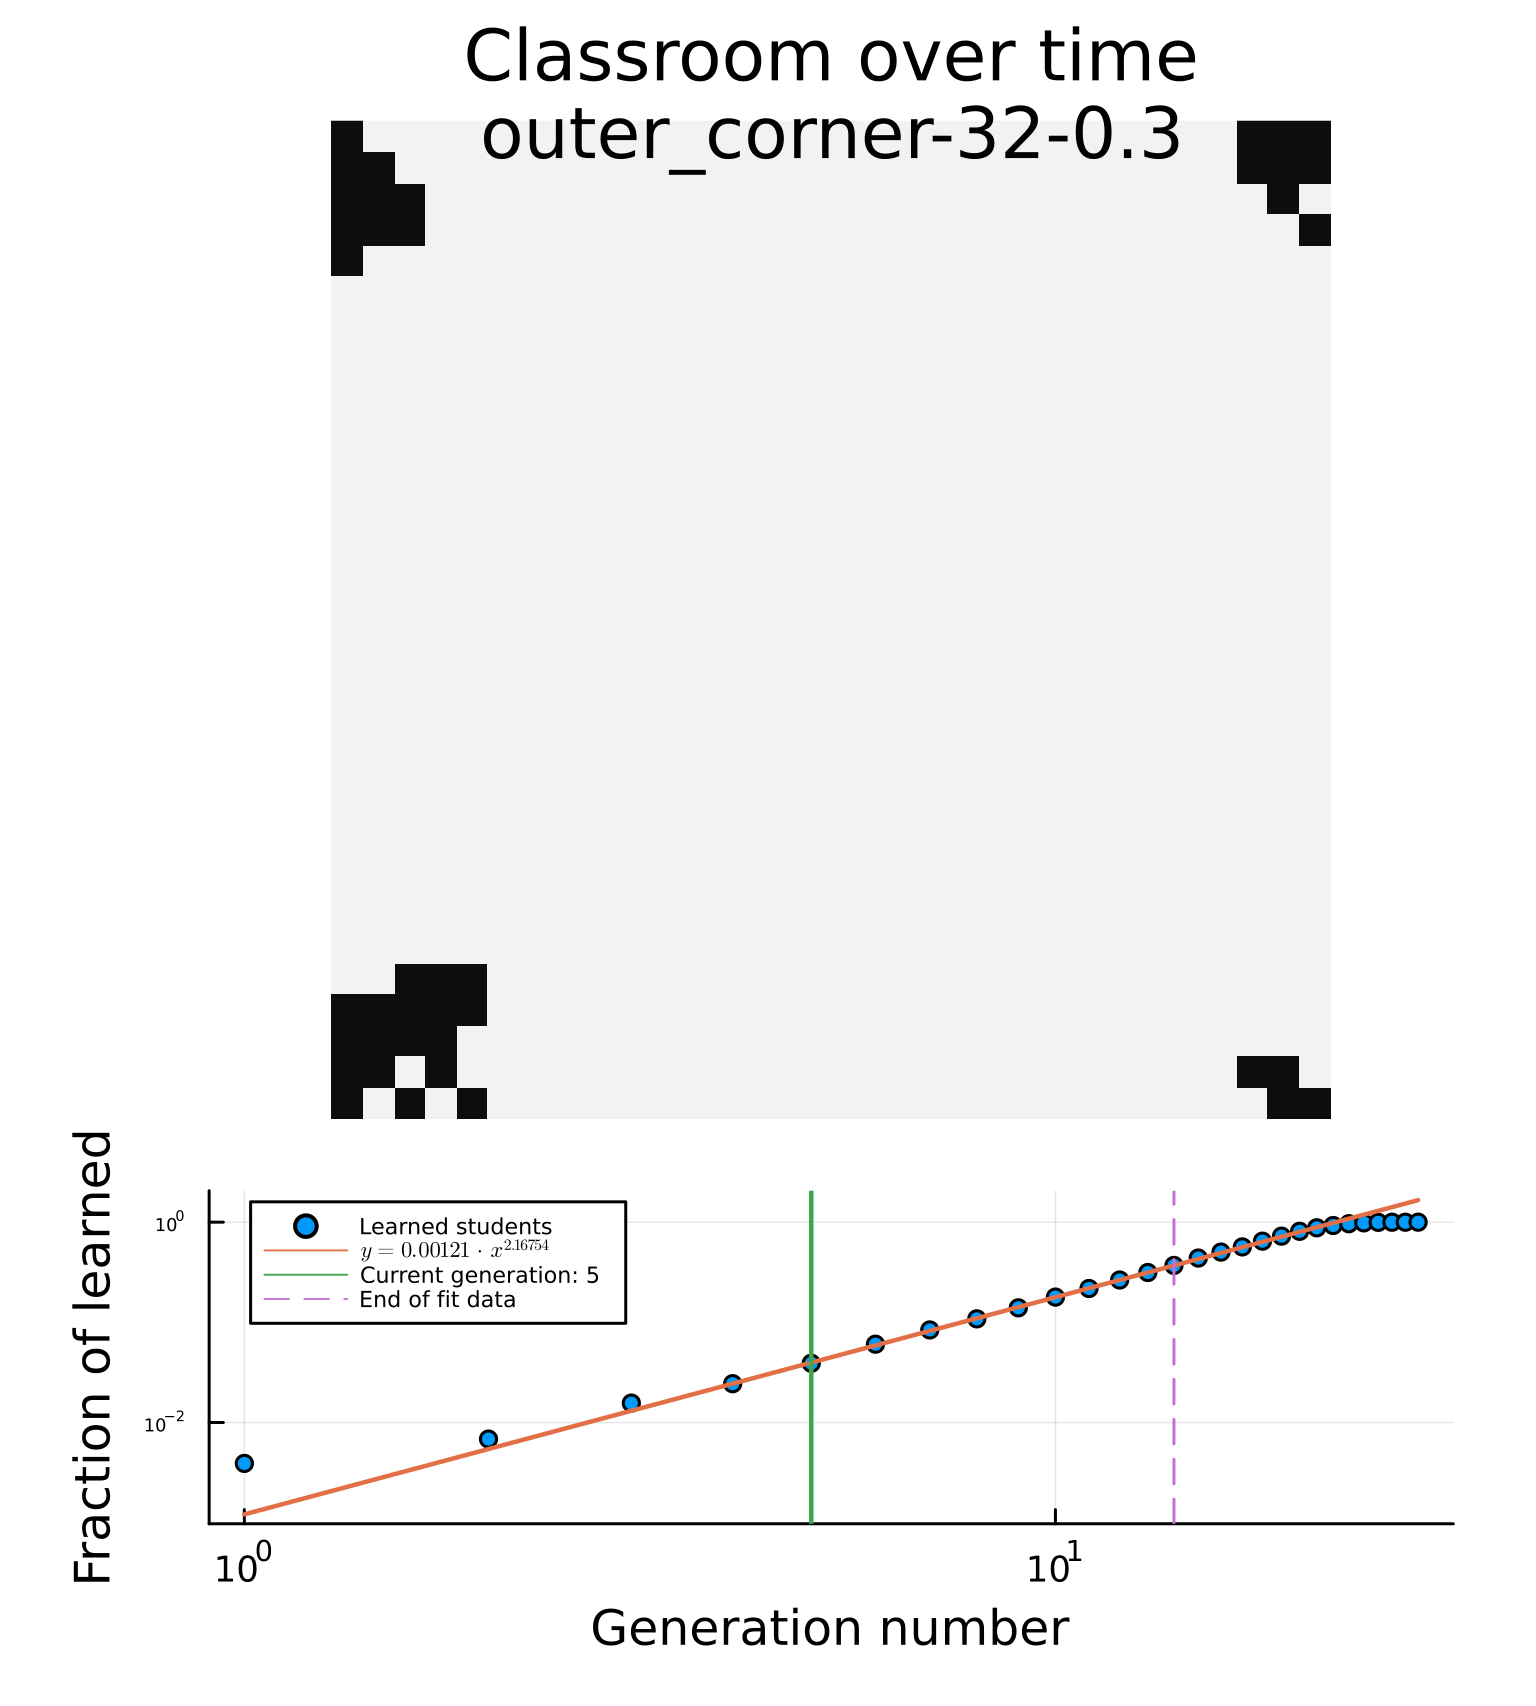 Classroom over time
outer_corner-32-0.3
Fraction of learned
10⁰
10⁻²
Learned students
y = 0.00121 · x^2.16754
Current generation: 5
End of fit data
10⁰
10¹
Generation number